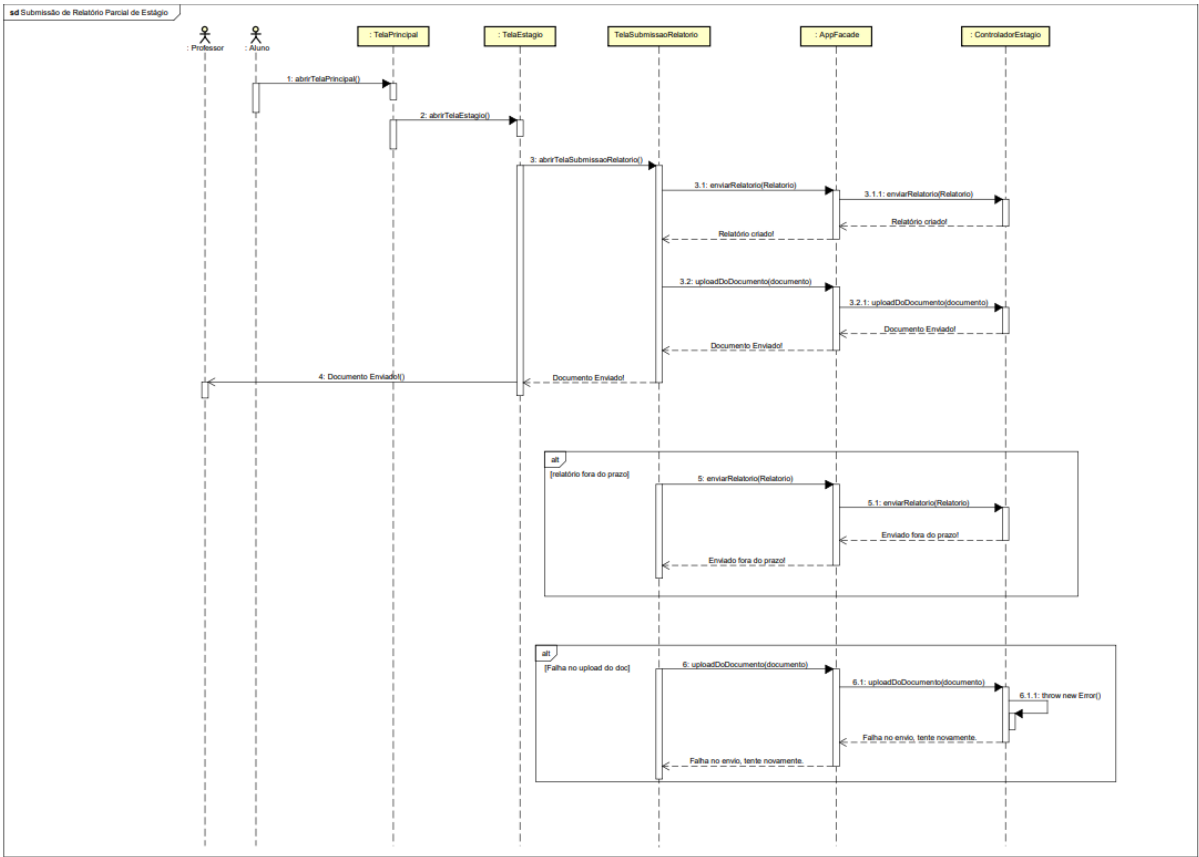 sd Submissão de Relatório Parcial de Estágio
: Professor
: Aluno
: TelaPrincipal
: TelaEstagio
TelaSubmissaoRelatorio
: AppFacade
: ControladorEstagio
1: abrirTelaPrincipal()
2: abrirTelaEstagio()
3: abrirTelaSubmissaoRelatorio()
3.1: enviarRelatorio(Relatorio)
3.1.1: enviarRelatorio(Relatorio)
Relatório criado!
Relatório criado!
3.2: uploadDoDocumento(documento)
3.2.1: uploadDoDocumento(documento)
Documento Enviado!
Documento Enviado!
4: Documento Enviado!()
Documento Enviado!
alt
[relatório fora do prazo]
5: enviarRelatorio(Relatorio)
5.1: enviarRelatorio(Relatorio)
Enviado fora do prazo!
Enviado fora do prazo!
alt
[Falha no upload do doc]
6: uploadDoDocumento(documento)
6.1: uploadDoDocumento(documento)
6.1.1: throw new Error()
Falha no envio, tente novamente.
Falha no envio, tente novamente.